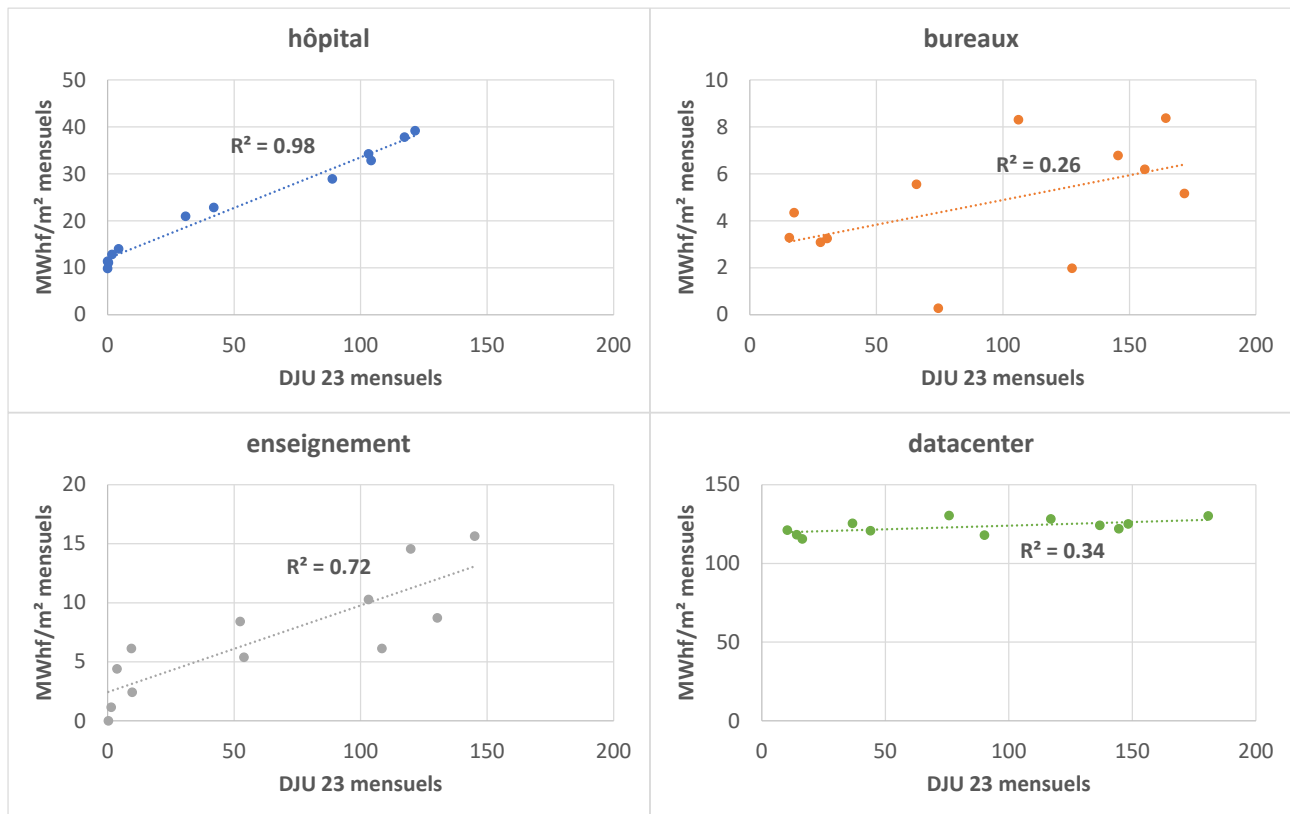 hôpital
MWhf/m² mensuels
50
40
30
20
10
0
R² = 0.98
0 50 100 150 200
DJU 23 mensuels
bureaux
MWhf/m² mensuels
10
8
6
4
2
0
R² = 0.26
0 50 100 150 200
DJU 23 mensuels
enseignement
MWhf/m² mensuels
20
15
10
5
0
R² = 0.72
0 50 100 150 200
DJU 23 mensuels
datacenter
MWhf/m² mensuels
150
100
50
0
R² = 0.34
0 50 100 150 200
DJU 23 mensuels